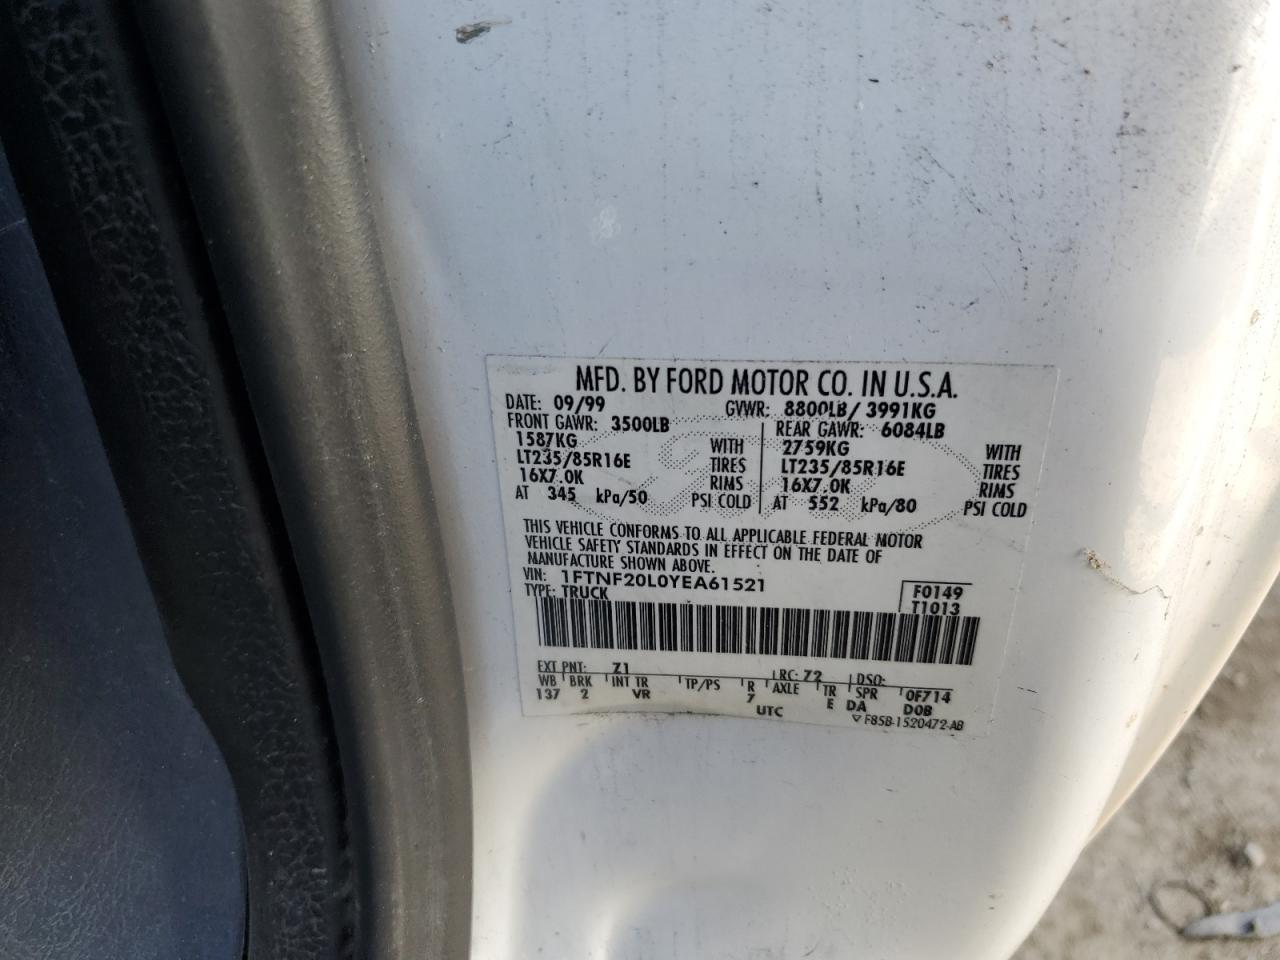 MFD. BY FORD MOTOR CO. IN U.S.A.
DATE: 09/99 GVWR: 8800LB/ 3991KG
FRONT GAWR: 3500LB REAR GAWR: 6084LB
1587KG WITH 2759KG WITH
LT235/85R16E TIRES LT235/85R16E TIRES
16X7.0K RIMS 16X7.0K RIMS
AT 345 kPa/50 PSI COLD AT 552 kPa/80 PSI COLD
THIS VEHICLE CONFORMS TO ALL APPLICABLE FEDERAL MOTOR
VEHICLE SAFETY STANDARDS IN EFFECT ON THE DATE OF
MANUFACTURE SHOWN ABOVE.
VIN: 1FTNF20L0YEA61521 F0149
TYPE: TRUCK T1013
EXT PNT: Z1 RC: 72 DSO:
WB BRK INT TR TP/PS R AXLE TR SPR 0F714
137 2 VR 7 E DA DOB
UTC ▽ F85B-1520472-AB